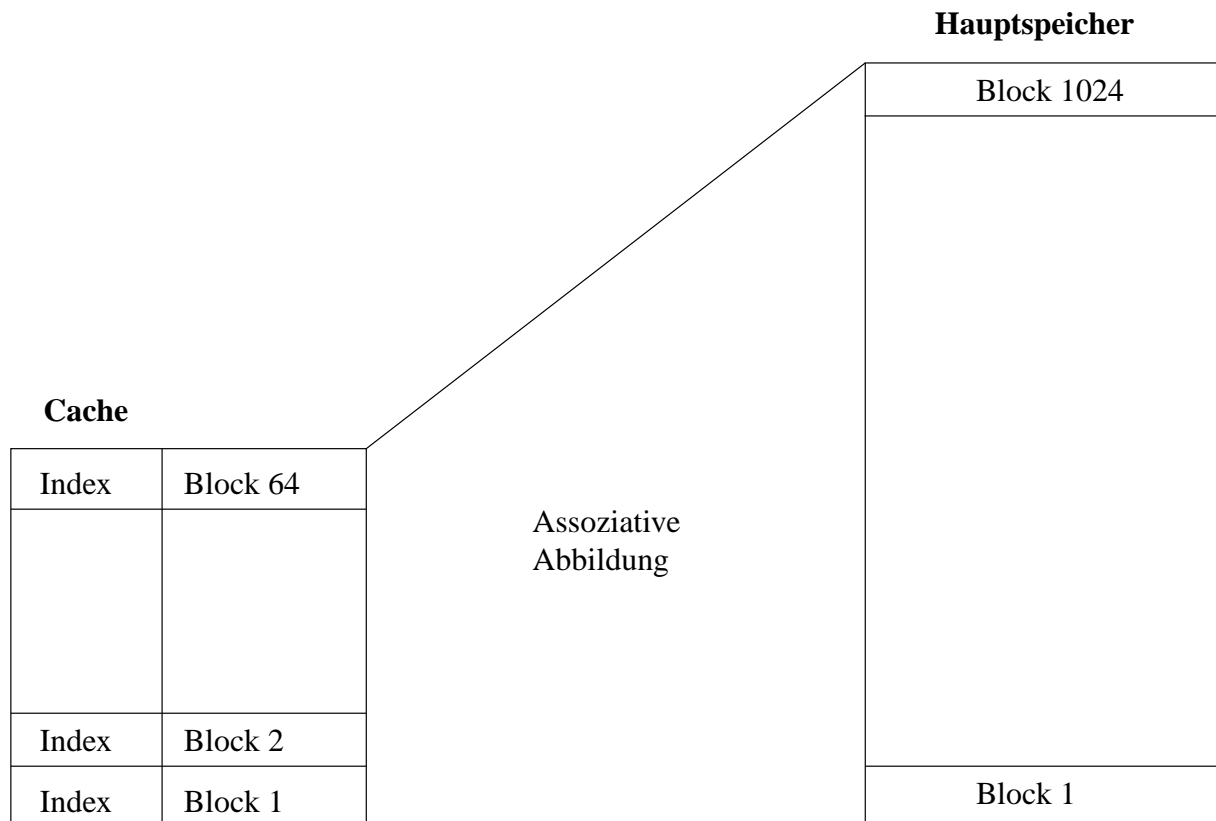 Hauptspeicher
Block 1024
Cache
Index Block 64
Assoziative
Abbildung
Index Block 2
Index Block 1
Block 1